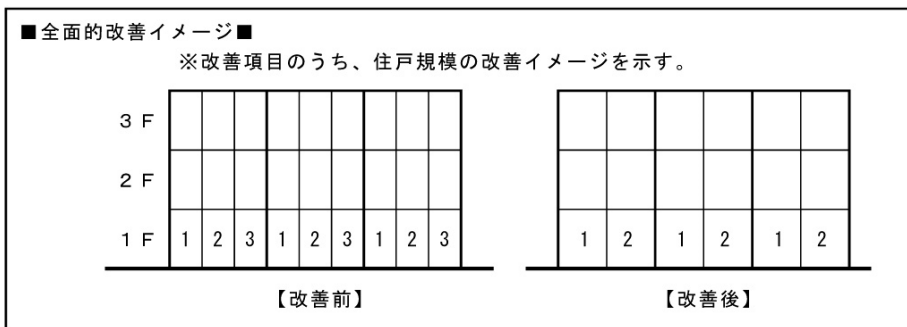 ■全面的改善イメージ■
※改善項目のうち、住戸規模の改善イメージを示す。
3 F
2 F
1 F 1 2 3 1 2 3 1 2 3 1 2 1 2 1 2
【改善前】 【改善後】